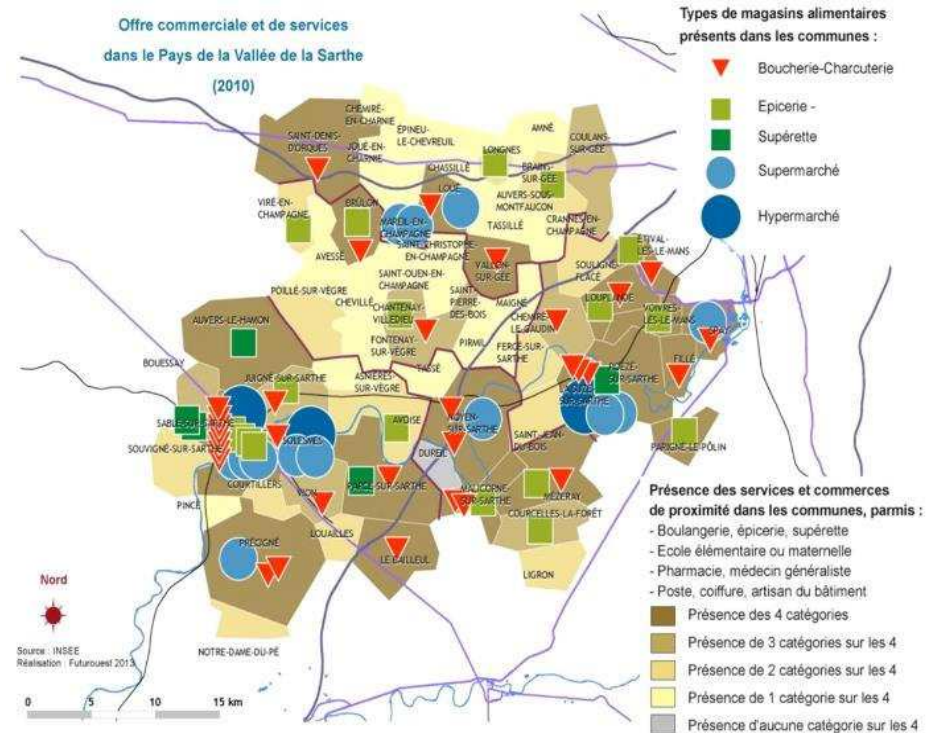 Offre commerciale et de services
dans le Pays de la Vallée de la Sarthe
(2010)
Types de magasins alimentaires
présents dans les communes :
Boucherie-Charcuterie
Epicerie -
Supérette
Supermarché
Hypermarché
CHEMIRÉ-
EN-CHARNIE
SAINT-DENIS-
D'ORQUES
JOUÉ-EN-
CHARNIE
ÉPINEU-
LE-CHEVREUIL
AMNÉ
COULANS-
SUR-GÉE
LONGNES
CHASSILLÉ
BRAINS-
SUR-GÉE
LOUÉ
AUVERS-SOUS-
MONTFAUCON
VIRÉ-EN-
CHAMPAGNE
BRÛLON
MAREIL-EN-
CHAMPAGNE
TASSILLÉ
CRANNES-EN-
CHAMPAGNE
AVESSÉ
SAINT-CHRISTOPHE-
EN-CHAMPAGNE
VALLON-
SUR-GÉE
ÉTIVAL-
LÈS-LE-MANS
SOULIGNÉ-
FLACÉ
SAINT-OUEN-EN-
CHAMPAGNE
POILLÉ-SUR-VÈGRE
CHEVILLÉ
SAINT-
PIERRE-
DES-BOIS
MAIGNÉ
LOUPLANDE
CHANTENAY-
VILLEDIEU
CHEMIRÉ-
LE-GAUDIN
VOIVRES-
LÈS-LE-MANS
SPAY
AUVERS-LE-HAMON
FONTENAY-
SUR-VÈGRE
PIRMIL
FERCÉ-SUR-
SARTHE
TASSÉ
BOUESSAY
ASNIÈRES-
SUR-VÈGRE
FILLÉ
ROËZÉ-
SUR-SARTHE
JUIGNÉ-SUR-SARTHE
SUR-SARTHE
SABLÉ-SUR-SARTHE
AVOISE
NOYEN-
SUR-SARTHE
SOLESMES
SAINT-JEAN-
DU-BOIS
SOUVIGNÉ-SUR-SARTHE
DUREIL
PARIGNÉ-LE-PÔLIN
COURTILLERS
PARCÉ-SUR-SARTHE
MALICORNE-
SUR-SARTHE
MÉZERAY
VION
PINCÉ
COURCELLES-LA-FORÊT
LOUAILLES
PRÉCIGNÉ
LE BAILLEUL
LIGRON
NOTRE-DAME-DU-PÉ
Présence des services et commerces
de proximité dans les communes, parmis :
- Boulangerie, épicerie, supérette
- Ecole élémentaire ou maternelle
- Pharmacie, médecin généraliste
- Poste, coiffure, artisan du bâtiment
Présence des 4 catégories
Présence de 3 catégories sur les 4
Présence de 2 catégories sur les 4
Présence de 1 catégorie sur les 4
Présence d'aucune catégorie sur les 4
Nord
Source : INSEE
Réalisation : Futurouest 2013
0 5 15 km